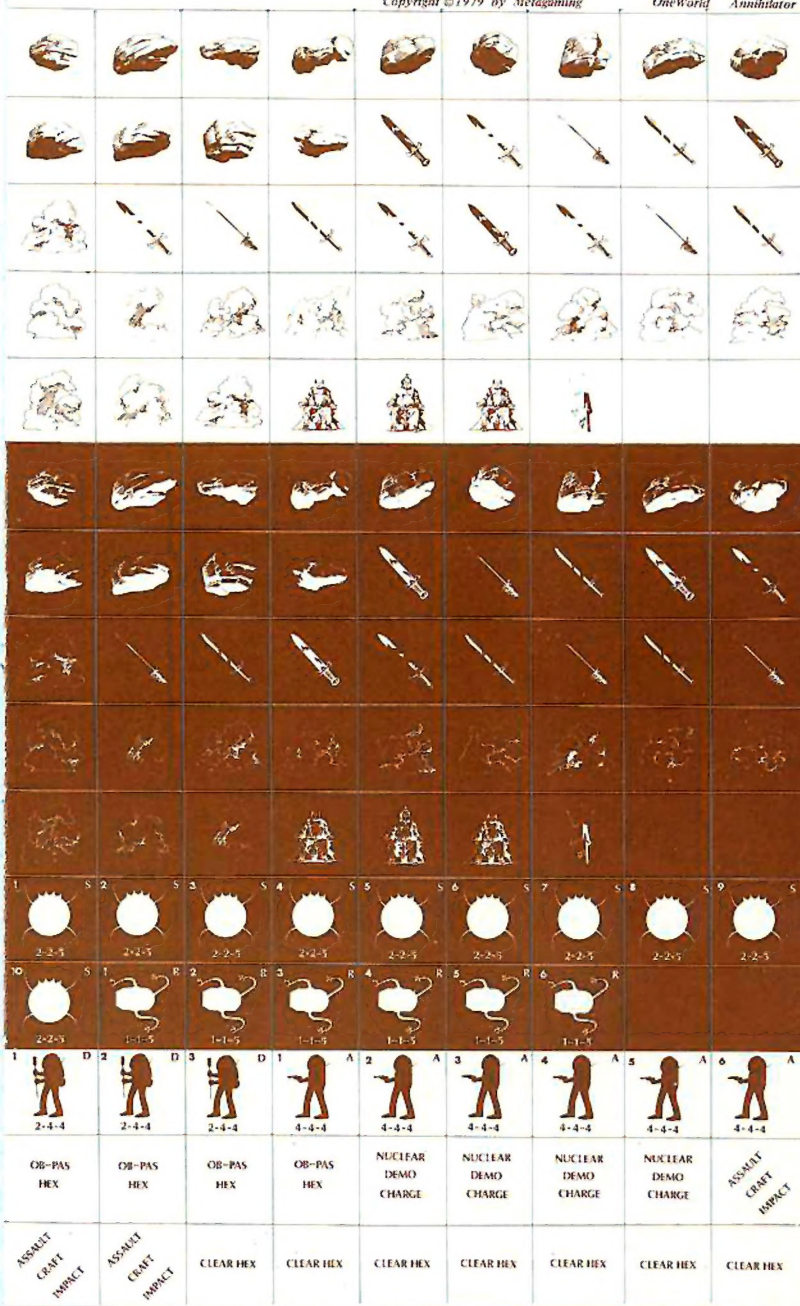 Copyright ©1979 by Metagaming OneWorld Annihilator
1 S 2 S 3 S 4 S 5 S 6 S 7 S 8 S 9 S
2-2-5 2-2-5 2-2-5 2-2-5 2-2-5 2-2-5 2-2-5 2-2-5 2-2-5
10 S 1 R 2 R 3 R 4 R 5 R 6 R
2-2-5 1-1-5 1-1-5 1-1-5 1-1-5 1-1-5 1-1-5
1 D 2 D 3 D 1 A 2 A 3 A 4 A 5 A 6 A
2-4-4 2-4-4 2-4-4 4-4-4 4-4-4 4-4-4 4-4-4 4-4-4 4-4-4
OB-PAS HEX
OB-PAS HEX
OB-PAS HEX
OB-PAS HEX
NUCLEAR DEMO CHARGE
NUCLEAR DEMO CHARGE
NUCLEAR DEMO CHARGE
NUCLEAR DEMO CHARGE
ASSAULT CRAFT IMPACT
ASSAULT CRAFT IMPACT
ASSAULT CRAFT IMPACT
CLEAR HEX
CLEAR HEX
CLEAR HEX
CLEAR HEX
CLEAR HEX
CLEAR HEX
CLEAR HEX